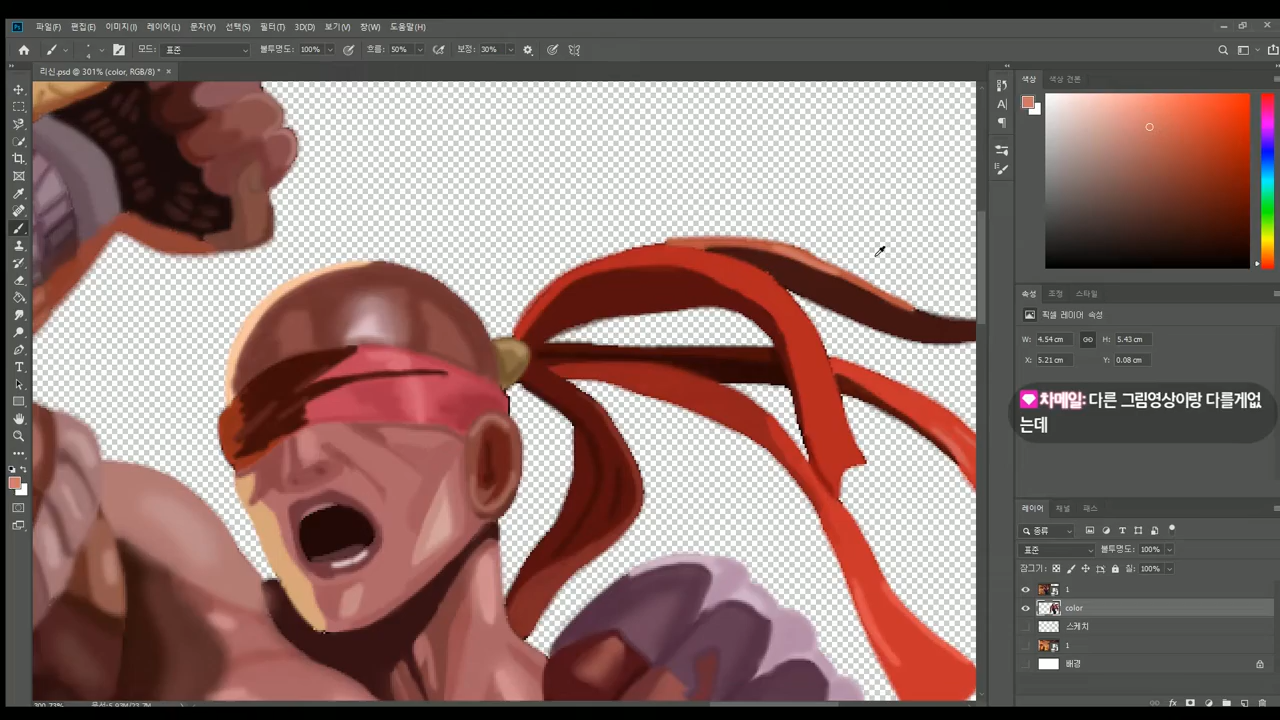 Ps 파일(F) 편집(E) 이미지(I) 레이어(L) 문자(Y) 선택(S) 필터(T) 3D(D) 보기(V) 창(W) 도움말(H)
4 모드: 표준 불투명도: 100% 흐름: 50% 보정: 30%
리신.psd @ 301% (color, RGB/8) * ×
색상 색상 견본
속성 조정 스타일
픽셀 레이어 속성
W: 4.54 cm H: 5.43 cm
X: 5.21 cm Y: 0.08 cm
차메일: 다른 그림영상이랑 다를게없
는데
레이어 채널 패스
종류
표준 불투명도: 100%
잠그기: 칠: 100%
1
color
스케치
1
배경
fx